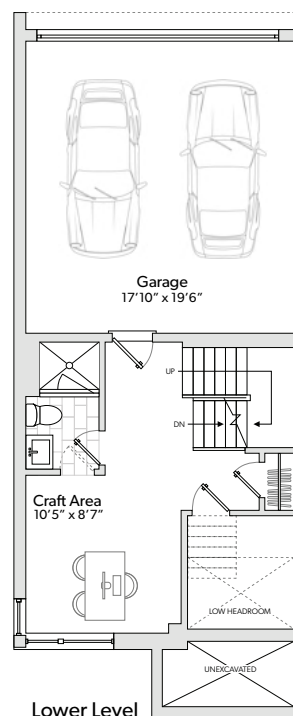 Garage
17’10” x 19’6”
UP
DN
Craft Area
10’5” x 8’7”
LOW HEADROOM
UNEXCAVATED
Lower Level